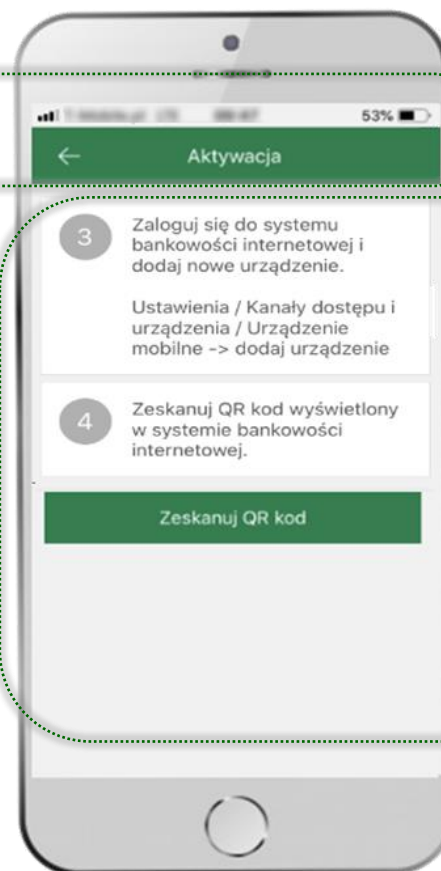 53%
← Aktywacja
3
Zaloguj się do systemu
bankowości internetowej i
dodaj nowe urządzenie.
Ustawienia / Kanały dostępu i
urządzenia / Urządzenie
mobilne -> dodaj urządzenie
4
Zeskanuj QR kod wyświetlony
w systemie bankowości
internetowej.
Zeskanuj QR kod